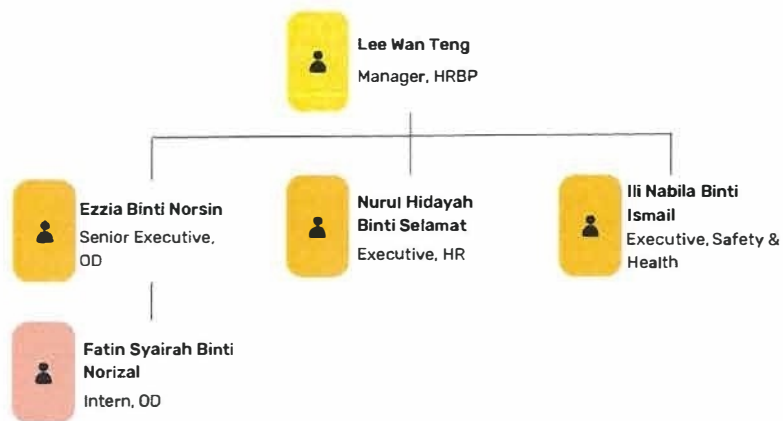 Lee Wan Teng
Manager, HRBP
Ezzia Binti Norsin
Senior Executive,
OD
Nurul Hidayah
Binti Selamat
Executive, HR
Ili Nabila Binti
Ismail
Executive, Safety &
Health
Fatin Syairah Binti
Norizal
Intern, OD